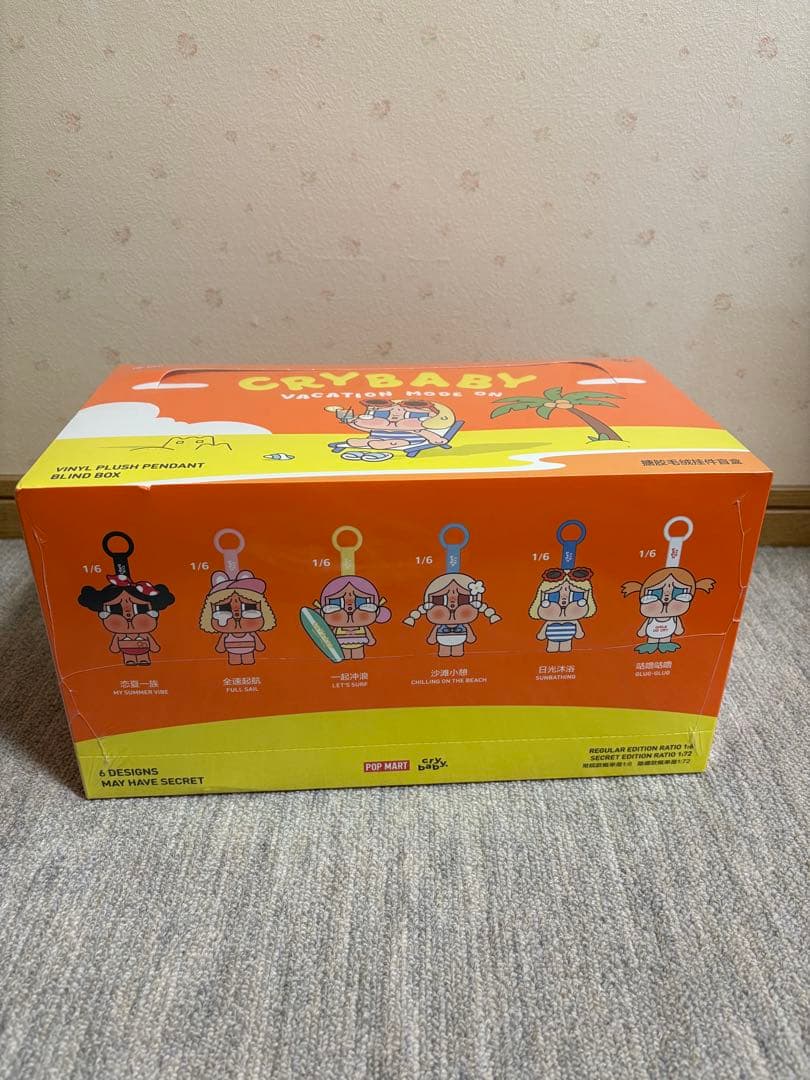 CRYBABY
VACATION MODE ON
VINYL PLUSH PENDANT
BLIND BOX
搪胶毛绒挂件盲盒
1/6
1/6
1/6
1/6
1/6
1/6
恋夏一族
MY SUMMER VIBE
全速起航
FULL SAIL
一起冲浪
LET'S SURF
沙滩小憩
CHILLING ON THE BEACH
日光沐浴
SUNBATHING
咕噜咕噜
GLUG-GLUG
6 DESIGNS
MAY HAVE SECRET
POP MART
cry
baby.
REGULAR EDITION RATIO 1:6
SECRET EDITION RATIO 1:72
常规款概率是1:6 隐藏款概率是1:72